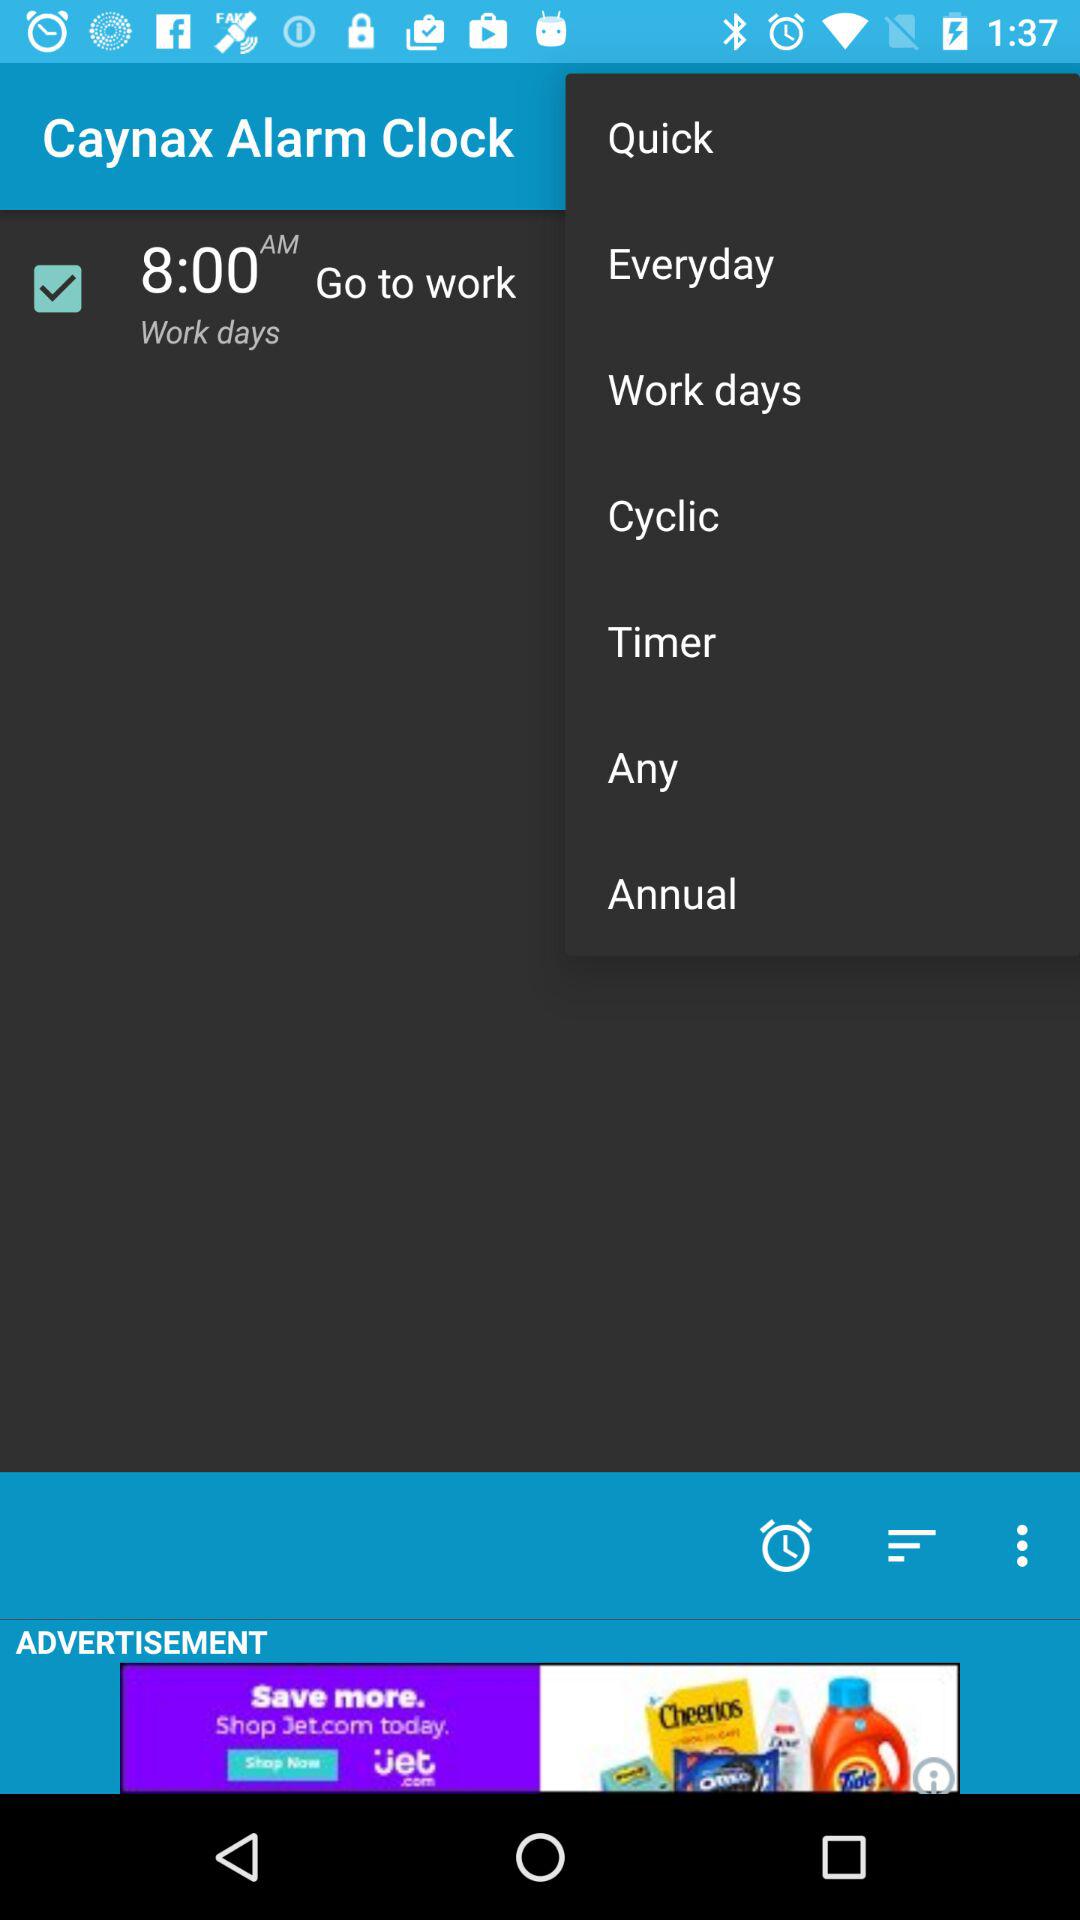 FAKE
1:37
Caynax Alarm Clock
8:00 AM
Go to work
Work days
Quick
Everyday
Work days
Cyclic
Timer
Any
Annual
ADVERTISEMENT
Save more.
Shop Jet.com today.
Shop Now
jet
.com
Cheerios
OREO
Dove
Tide